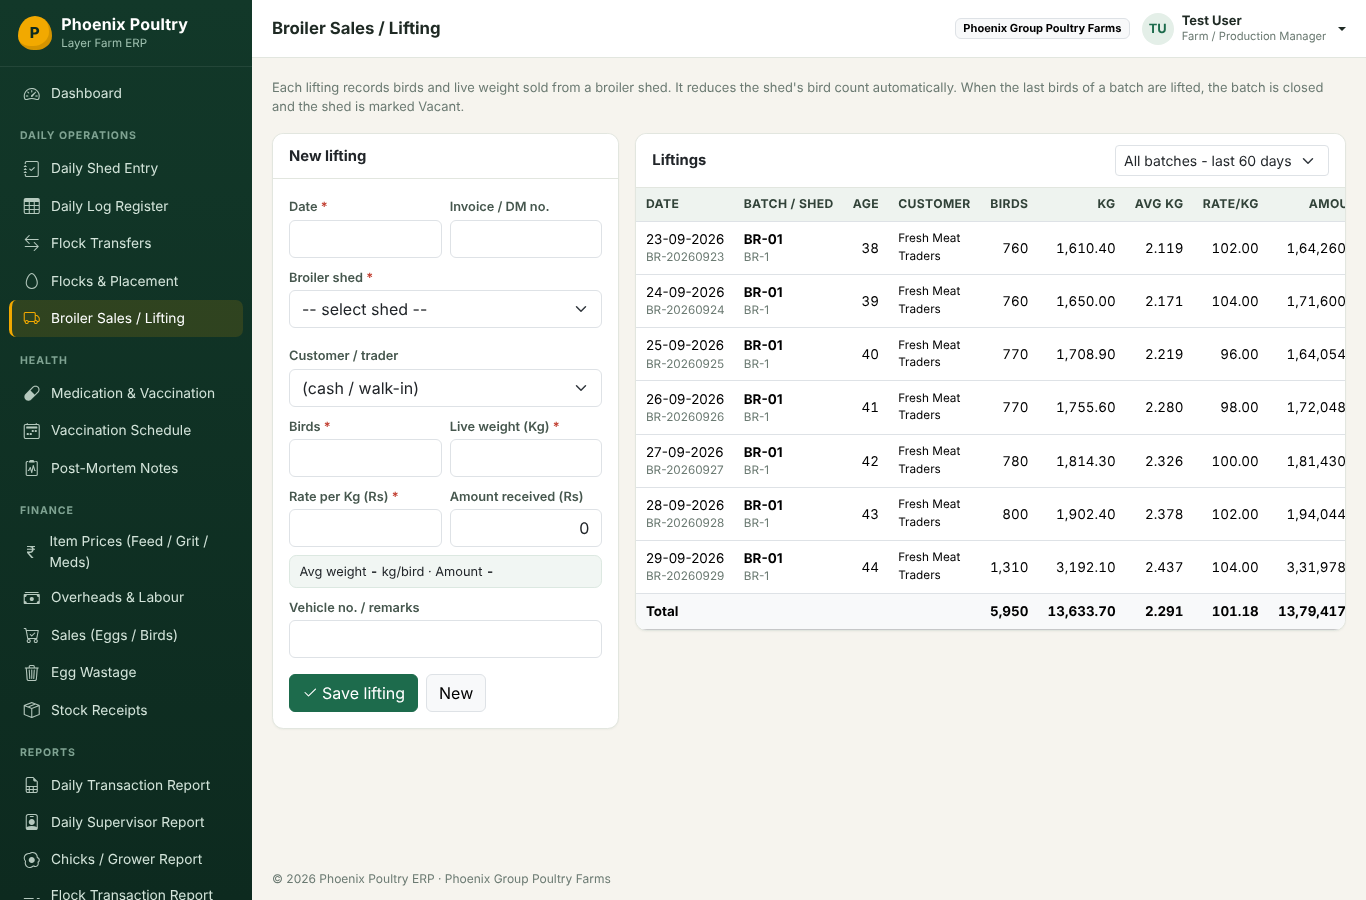 P
Phoenix Poultry
Layer Farm ERP
Dashboard
DAILY OPERATIONS
Daily Shed Entry
Daily Log Register
Flock Transfers
Flocks & Placement
Broiler Sales / Lifting
HEALTH
Medication & Vaccination
Vaccination Schedule
Post-Mortem Notes
FINANCE
₹ Item Prices (Feed / Grit /
Meds)
Overheads & Labour
Sales (Eggs / Birds)
Egg Wastage
Stock Receipts
REPORTS
Daily Transaction Report
Daily Supervisor Report
Chicks / Grower Report
Flock Transaction Report
Broiler Sales / Lifting
Phoenix Group Poultry Farms
TU
Test User
Farm / Production Manager
Each lifting records birds and live weight sold from a broiler shed. It reduces the shed's bird count automatically. When the last birds of a batch are lifted, the batch is closed
and the shed is marked Vacant.
New lifting
Date * Invoice / DM no.
Broiler shed *
-- select shed --
Customer / trader
(cash / walk-in)
Birds * Live weight (Kg) *
Rate per Kg (Rs) * Amount received (Rs)
0
Avg weight - kg/bird · Amount -
Vehicle no. / remarks
Save lifting New
Liftings All batches - last 60 days
DATE BATCH / SHED AGE CUSTOMER BIRDS KG AVG KG RATE/KG AMOU
23-09-2026 BR-01 38 Fresh Meat Traders 760 1,610.40 2.119 102.00 1,64,260
BR-20260923 BR-1
24-09-2026 BR-01 39 Fresh Meat Traders 760 1,650.00 2.171 104.00 1,71,600
BR-20260924 BR-1
25-09-2026 BR-01 40 Fresh Meat Traders 770 1,708.90 2.219 96.00 1,64,054
BR-20260925 BR-1
26-09-2026 BR-01 41 Fresh Meat Traders 770 1,755.60 2.280 98.00 1,72,048
BR-20260926 BR-1
27-09-2026 BR-01 42 Fresh Meat Traders 780 1,814.30 2.326 100.00 1,81,430
BR-20260927 BR-1
28-09-2026 BR-01 43 Fresh Meat Traders 800 1,902.40 2.378 102.00 1,94,044
BR-20260928 BR-1
29-09-2026 BR-01 44 Fresh Meat Traders 1,310 3,192.10 2.437 104.00 3,31,978
BR-20260929 BR-1
Total 5,950 13,633.70 2.291 101.18 13,79,417
© 2026 Phoenix Poultry ERP · Phoenix Group Poultry Farms